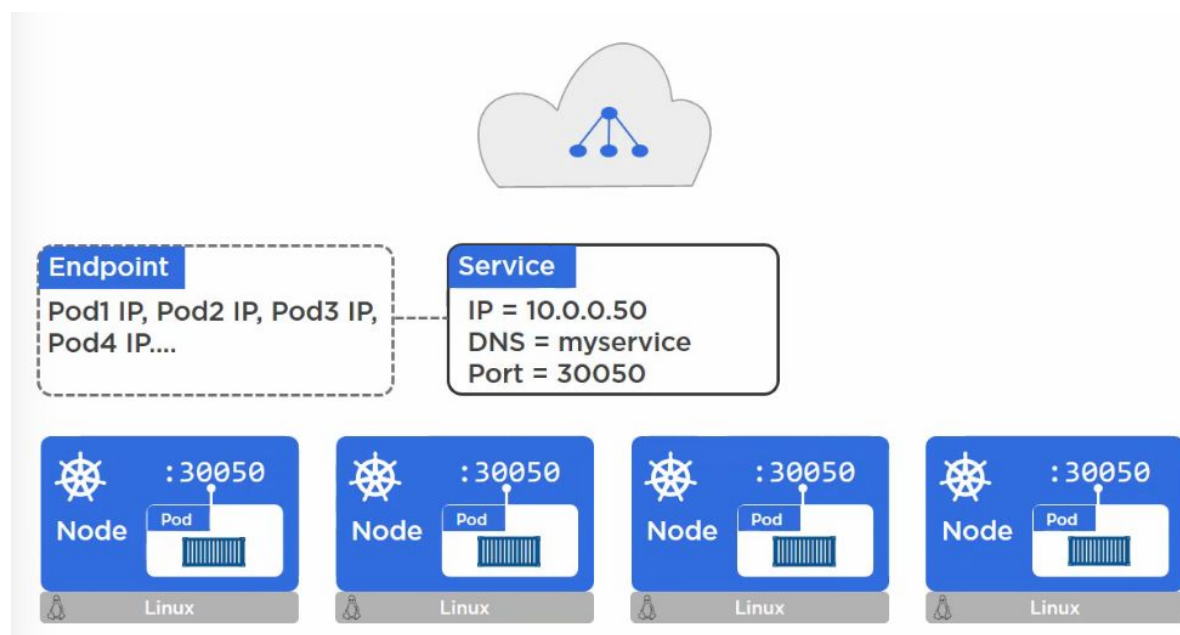 Endpoint
Pod1 IP, Pod2 IP, Pod3 IP,
Pod4 IP....
Service
IP = 10.0.0.50
DNS = myservice
Port = 30050
:30050
Node
Pod
Linux
:30050
Node
Pod
Linux
:30050
Node
Pod
Linux
:30050
Node
Pod
Linux